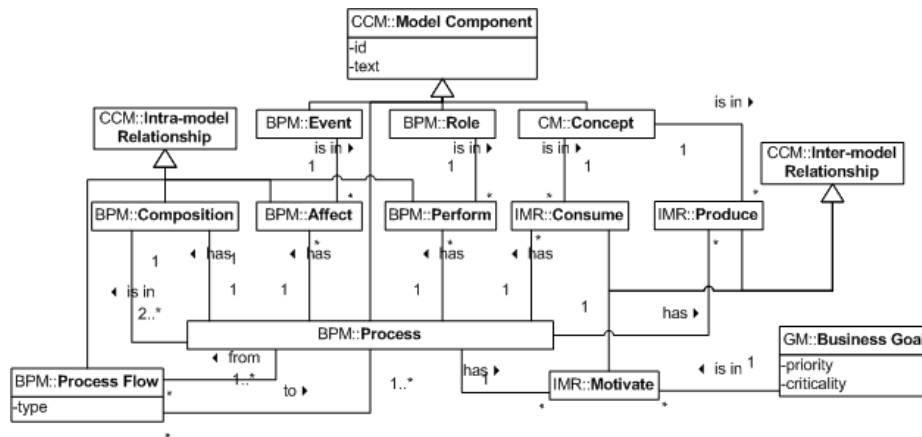 CCM::Model Component
-id
-text
is in ▸
CCM::Intra-model
Relationship
BPM::Event
BPM::Role
CM::Concept
is in ▸
is in ▸
is in ▸
1
1
1
1
CCM::Inter-model
Relationship
*
*
*
*
BPM::Composition
BPM::Affect
BPM::Perform
IMR::Consume
IMR::Produce
*
*
*
*
1
◂ has
1
◂ has
◂ has
◂ has
◂ is in
1
1
1
1
2..*
1
has ▸
BPM::Process
GM::Business Goal
-priority
-criticality
◂ from
1..*
to ▸
1..*
has ▸
1
◂ is in
1
BPM::Process Flow
-type
*
*
IMR::Motivate
*
*